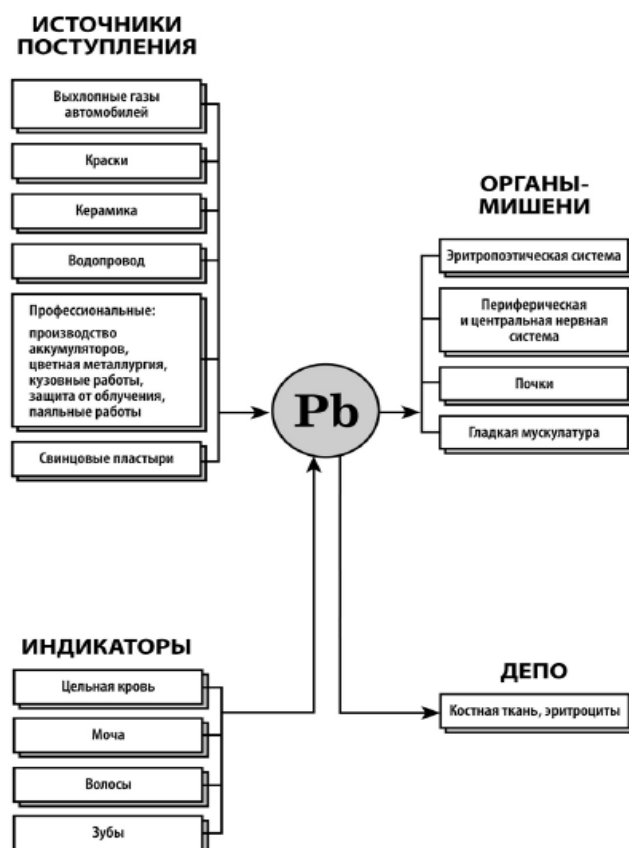 ИСТОЧНИКИ
ПОСТУПЛЕНИЯ
Выхлопные газы
автомобилей
Краски
Керамика
Водопровод
Профессиональные:
производство
аккумуляторов,
цветная металлургия,
кузовные работы,
защита от облучения,
паяльные работы
Свинцовые пластыри
Pb
ОРГАНЫ-
МИШЕНИ
Эритропоэтическая система
Периферическая
и центральная нервная
система
Почки
Гладкая мускулатура
ИНДИКАТОРЫ
Цельная кровь
Моча
Волосы
Зубы
ДЕПО
Костная ткань, эритроциты